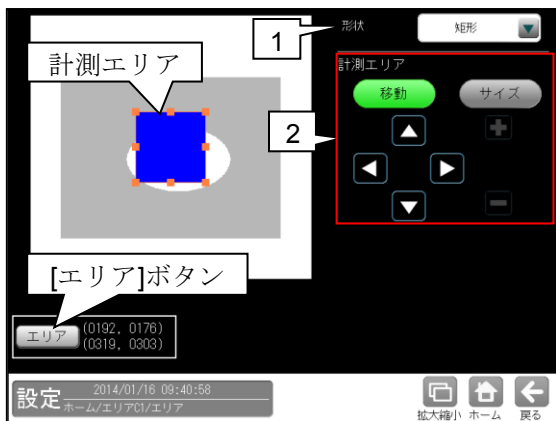 1
形状
矩形
計測エリア
計測エリア
移動
サイズ
2
[エリア]ボタン
エリア
(0192, 0176)
(0319, 0303)
設定
2014/01/16 09:40:58
ホーム/エリア01/エリア
拡大縮小
ホーム
戻る